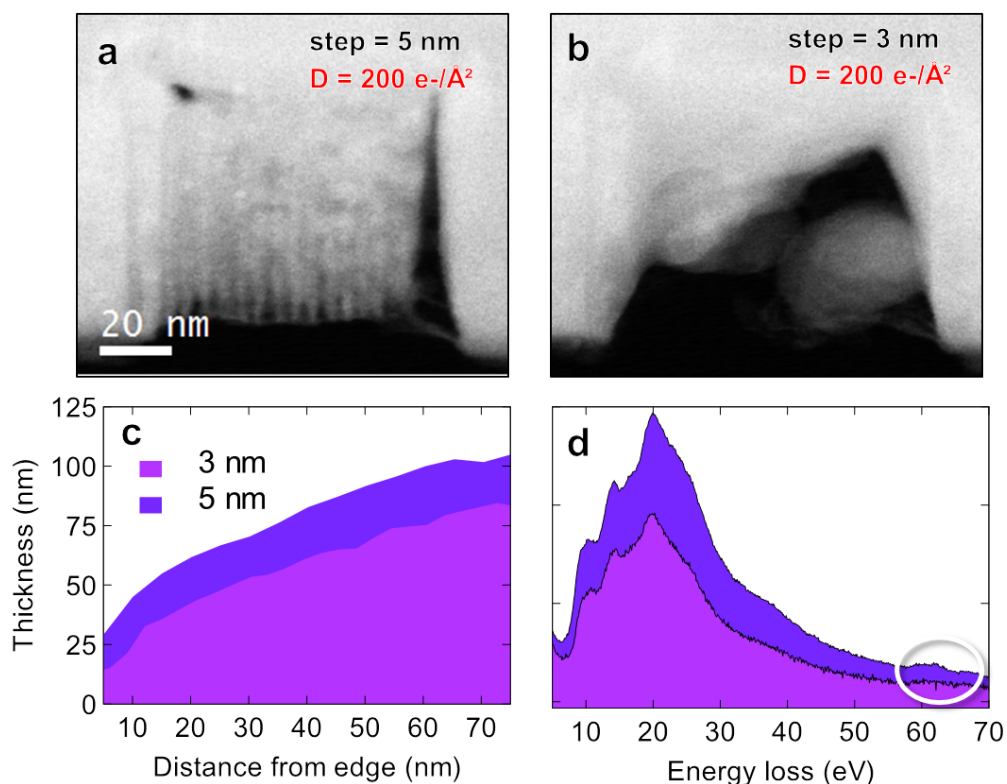 a
step = 5 nm
D = 200 e-/Å²
20 nm
b
step = 3 nm
D = 200 e-/Å²
c
3 nm
5 nm
Thickness (nm)
125
100
75
50
25
0
10 20 30 40 50 60 70
Distance from edge (nm)
d
10 20 30 40 50 60 70
Energy loss (eV)